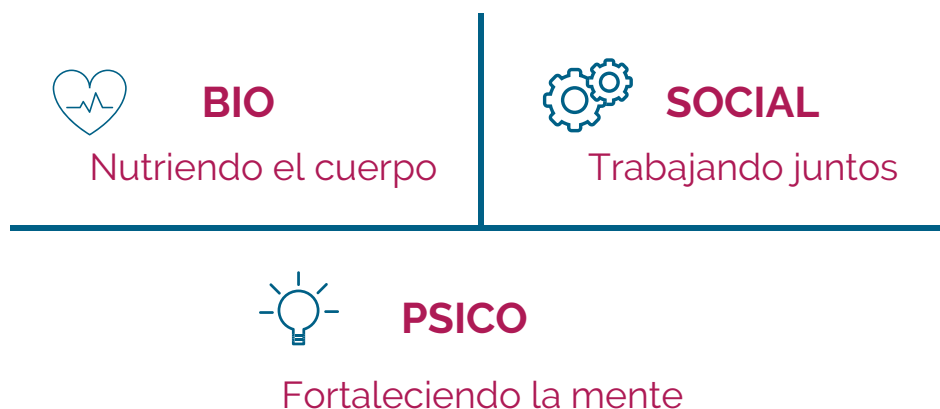 BIO
Nutriendo el cuerpo
SOCIAL
Trabajando juntos
PSICO
Fortaleciendo la mente